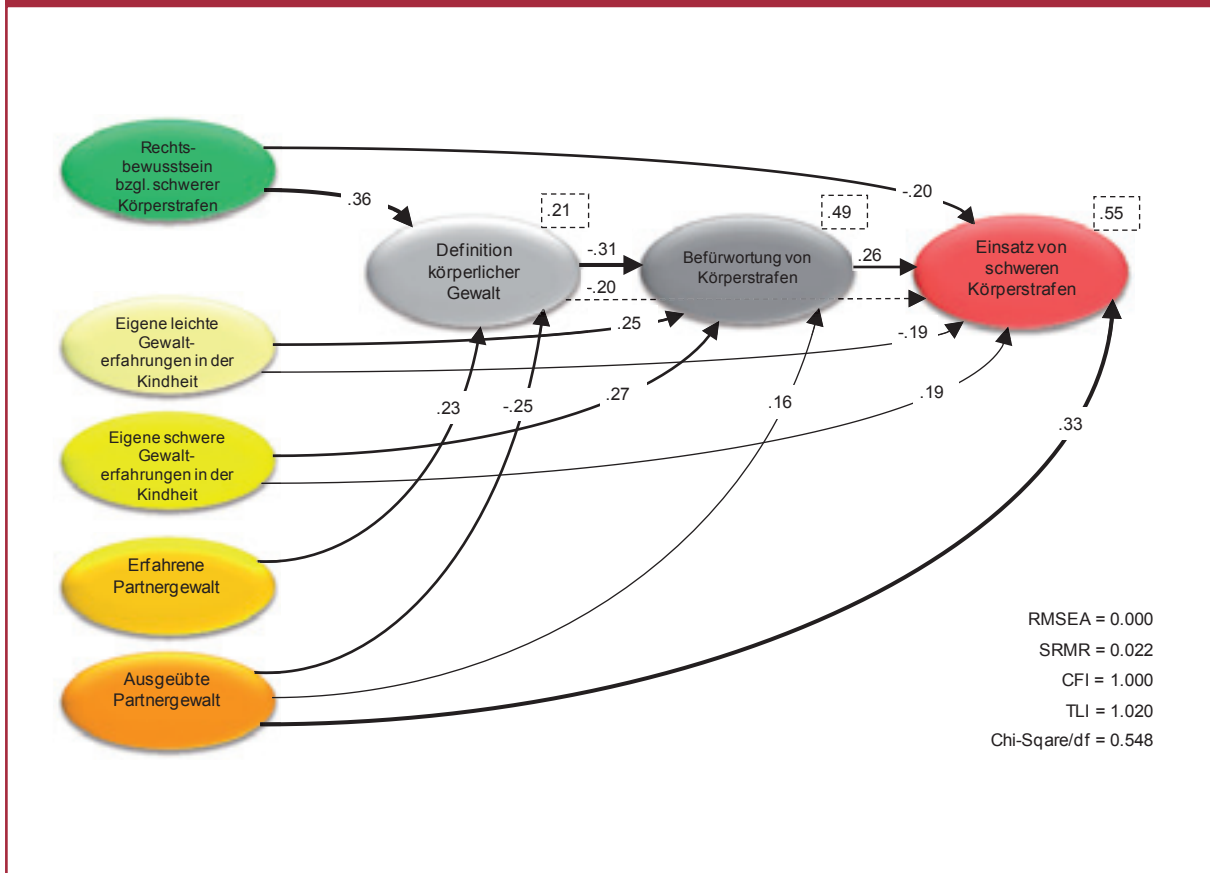 Rechts-
bewusstsein
bzgl. schwerer
Körperstrafen
.36
-.20
.21
.49
.55
Definition
körperlicher
Gewalt
-.31
-.20
Befürwortung von
Körperstrafen
.26
Einsatz von
schweren
Körperstrafen
Eigene leichte
Gewalt-
erfahrungen in der
Kindheit
.25
-.19
Eigene schwere
Gewalt-
erfahrungen in der
Kindheit
.23
-.25
.27
.16
.19
.33
Erfahrene
Partnergewalt
Ausgeübte
Partnergewalt
RMSEA = 0.000
SRMR = 0.022
CFI = 1.000
TLI = 1.020
Chi-Sqare/df = 0.548